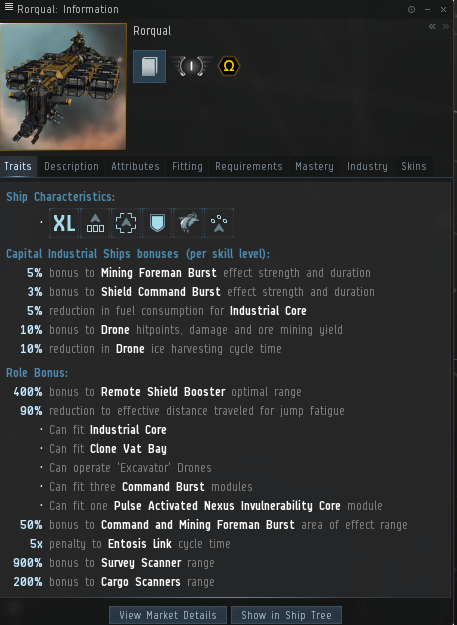 Rorqual: Information
Rorqual
Ω
Traits Description Attributes Fitting Requirements Mastery Industry Skins
Ship Characteristics:
· XL
Capital Industrial Ships bonuses (per skill level):
5% bonus to Mining Foreman Burst effect strength and duration
3% bonus to Shield Command Burst effect strength and duration
5% reduction in fuel consumption for Industrial Core
10% bonus to Drone hitpoints, damage and ore mining yield
10% reduction in Drone ice harvesting cycle time
Role Bonus:
400% bonus to Remote Shield Booster optimal range
90% reduction to effective distance traveled for jump fatigue
· Can fit Industrial Core
· Can fit Clone Vat Bay
· Can operate 'Excavator' Drones
· Can fit three Command Burst modules
· Can fit one Pulse Activated Nexus Invulnerability Core module
50% bonus to Command and Mining Foreman Burst area of effect range
5x penalty to Entosis Link cycle time
900% bonus to Survey Scanner range
200% bonus to Cargo Scanners range
View Market Details Show in Ship Tree